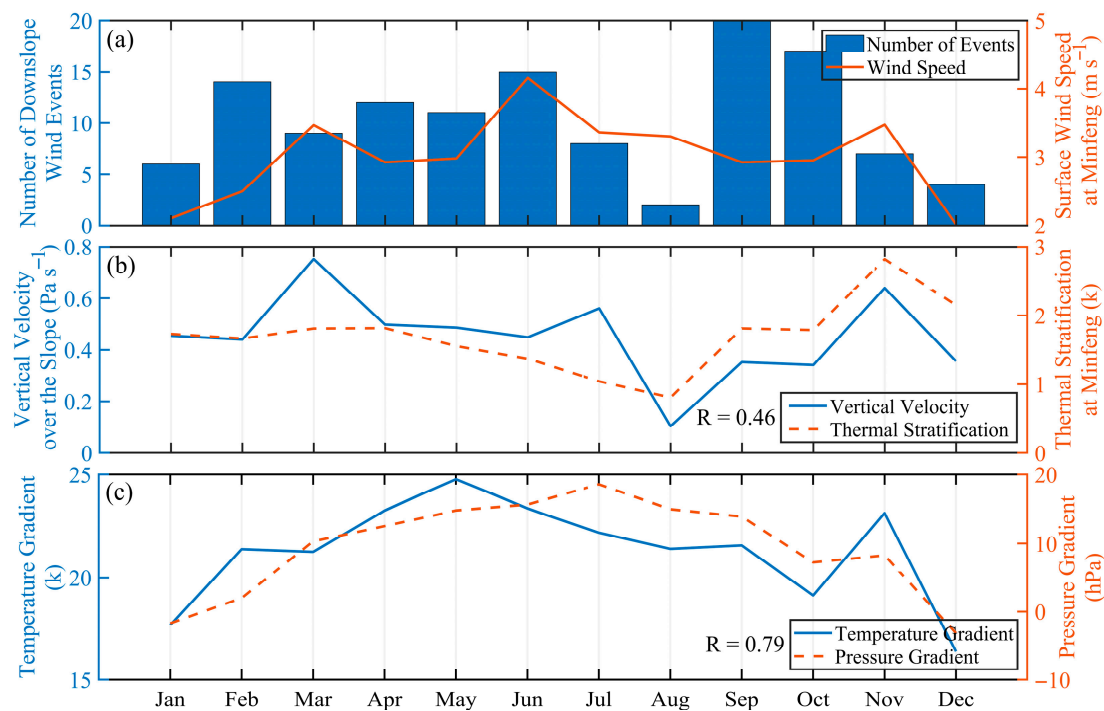 (a)
20
15
10
5
0
Number of Downslope
Wind Events
Number of Events
Wind Speed
5
4
3
2
Surface Wind Speed
at Minfeng (m s⁻¹)
(b)
0.8
0.6
0.4
0.2
0
Vertical Velocity
over the Slope (Pa s⁻¹)
R = 0.46
Vertical Velocity
Thermal Stratification
3
2
1
0
Thermal Stratification
at Minfeng (k)
(c)
25
20
15
Temperature Gradient
(k)
R = 0.79
Temperature Gradient
Pressure Gradient
20
10
0
−10
Pressure Gradient
(hPa)
Jan Feb Mar Apr May Jun Jul Aug Sep Oct Nov Dec